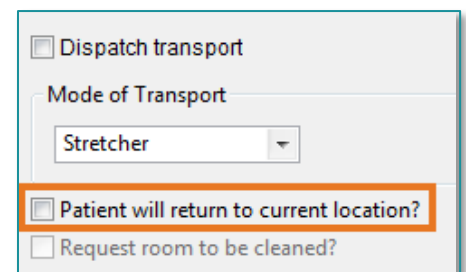 Dispatch transport
Mode of Transport
Stretcher
Patient will return to current location?
Request room to be cleaned?